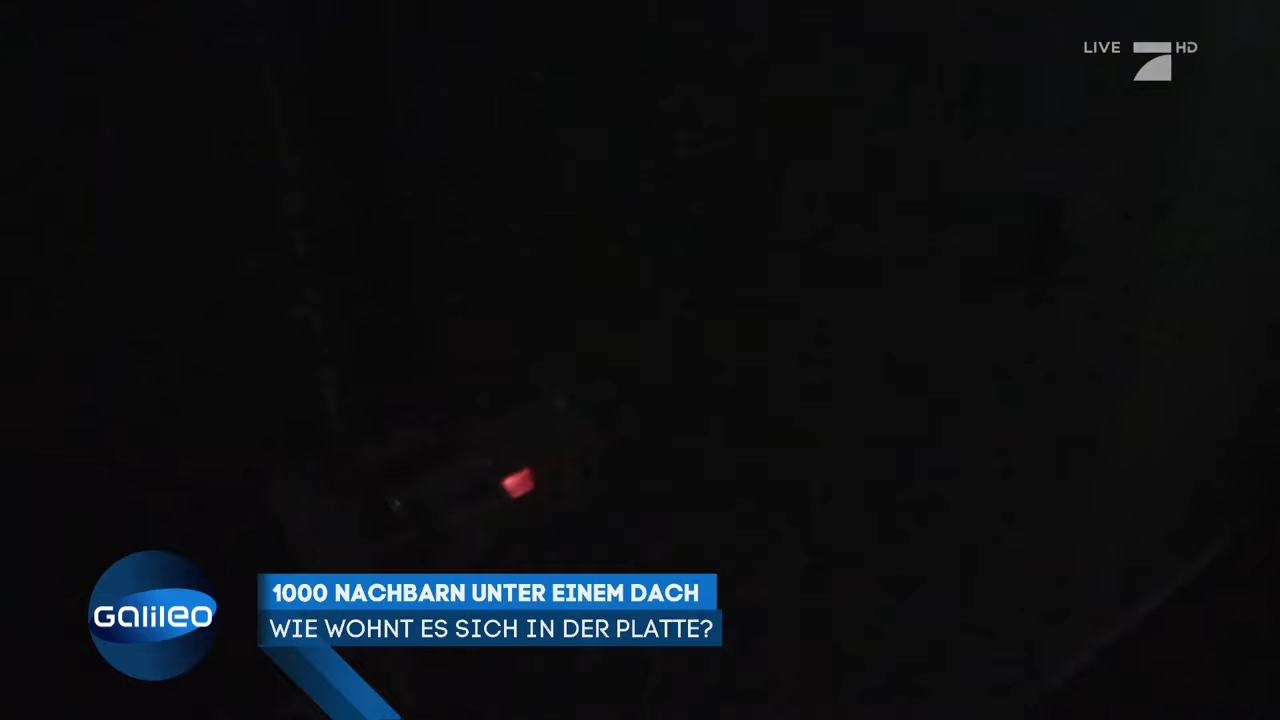 LIVE HD
1000 NACHBARN UNTER EINEM DACH
Galileo
WIE WOHNT ES SICH IN DER PLATTE?